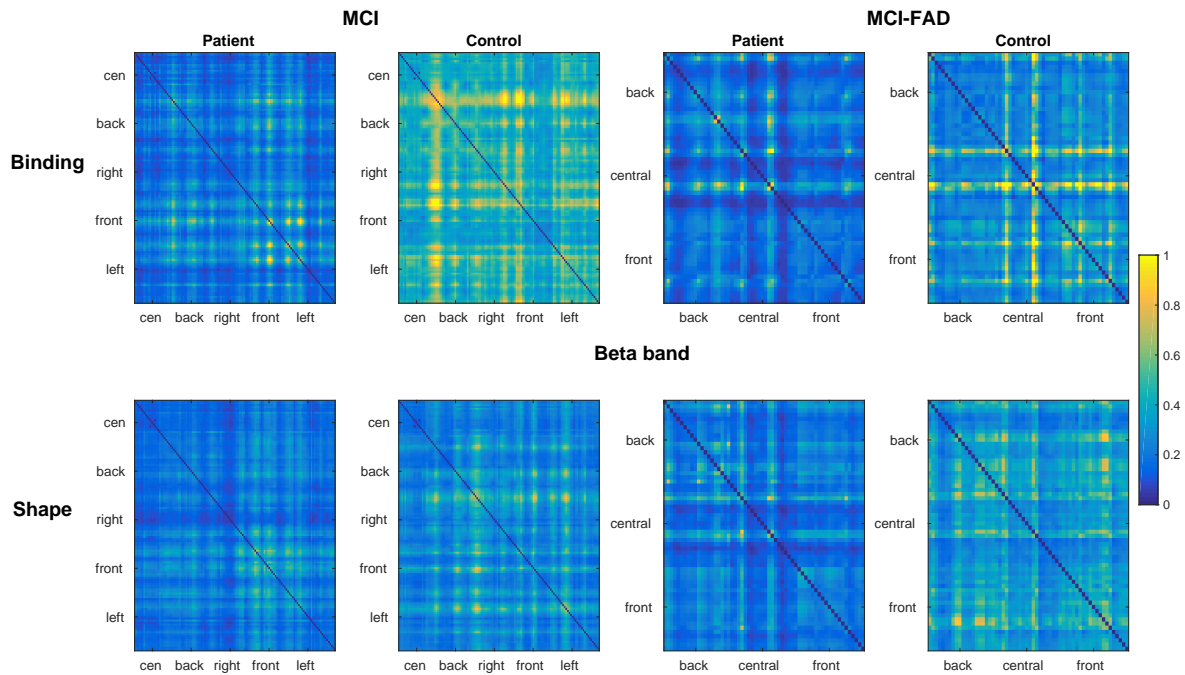 MCI MCI-FAD
Patient Control Patient Control
Binding
cen
back
right
front
left
cen back right front left
cen
back
right
front
left
cen back right front left
back
central
front
back central front
back
central
front
back central front
Beta band
1
0.8
0.6
0.4
0.2
0
Shape
cen
back
right
front
left
cen back right front left
cen
back
right
front
left
cen back right front left
back
central
front
back central front
back
central
front
back central front